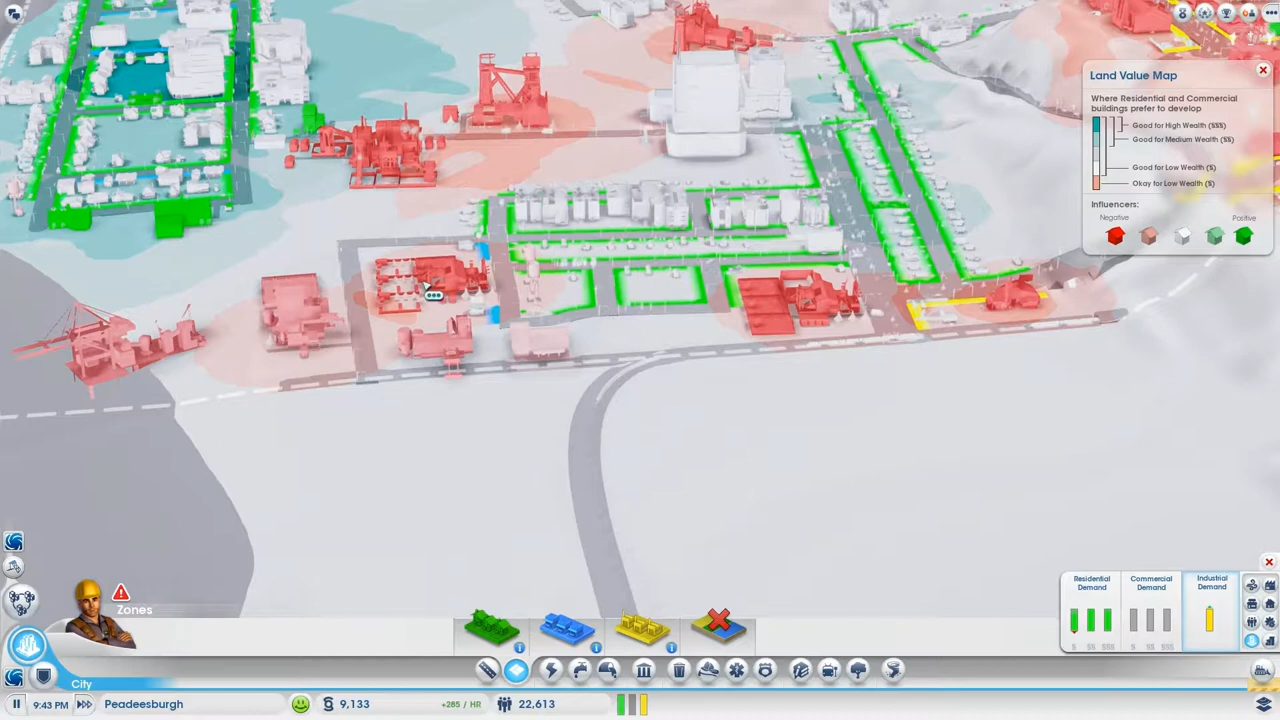 Land Value Map
Where Residential and Commercial
buildings prefer to develop
Good for High Wealth ($$$)
Good for Medium Wealth ($$)
Good for Low Wealth ($)
Okay for Low Wealth ($)
Influencers:
Negative
Positive
Residential
Demand
Commercial
Demand
Industrial
Demand
$ $$ $$$
$ $$ $$$
Zones
City
9:43 PM
Peadeesburgh
9,133
+285 / HR
22,613